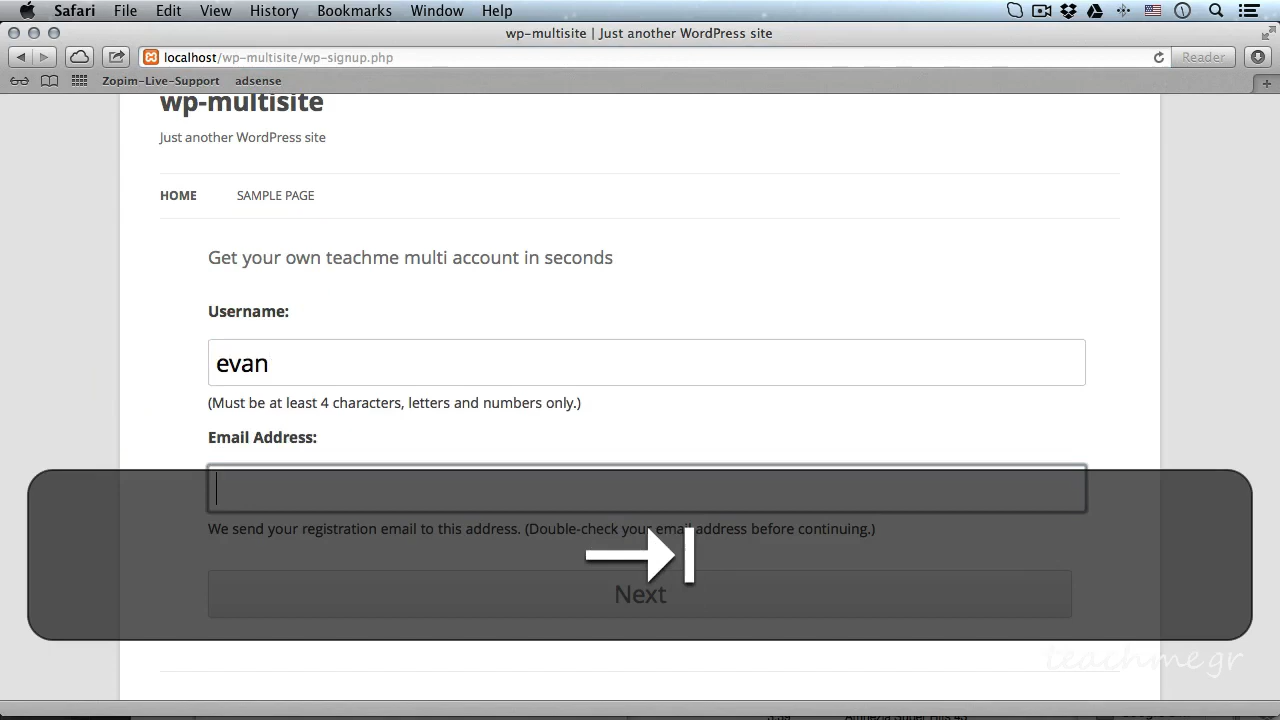 Safari File Edit View History Bookmarks Window Help
wp-multisite | Just another WordPress site
localhost/wp-multisite/wp-signup.php
Reader
Zopim-Live-Support adsense
wp-multisite
Just another WordPress site
HOME SAMPLE PAGE
Get your own teachme multi account in seconds
Username:
evan
(Must be at least 4 characters, letters and numbers only.)
Email Address:
We send your registration email to this address. (Double-check your email address before continuing.)
Next
teachme.gr